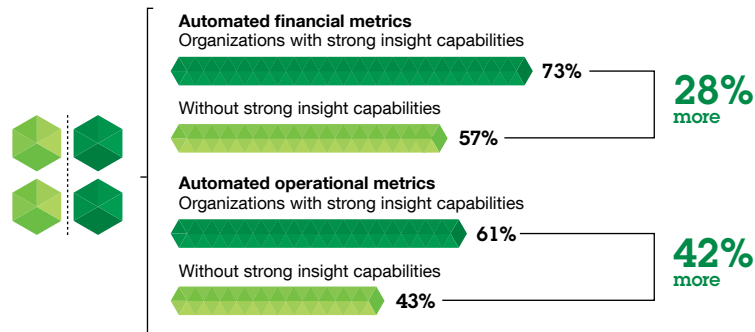 Automated financial metrics
Organizations with strong insight capabilities
73%
Without strong insight capabilities
57%
28%
more
Automated operational metrics
Organizations with strong insight capabilities
61%
Without strong insight capabilities
43%
42%
more